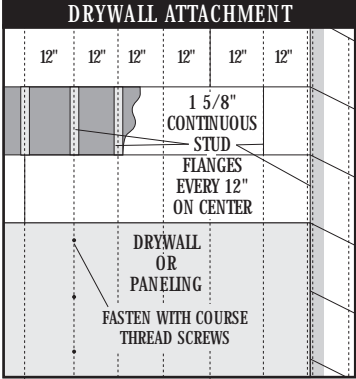 DRYWALL ATTACHMENT
12" 12" 12" 12" 12" 12"
1 5/8"
CONTINUOUS
STUD
FLANGES
EVERY 12"
ON CENTER
DRYWALL
OR
PANELING
FASTEN WITH COURSE
THREAD SCREWS